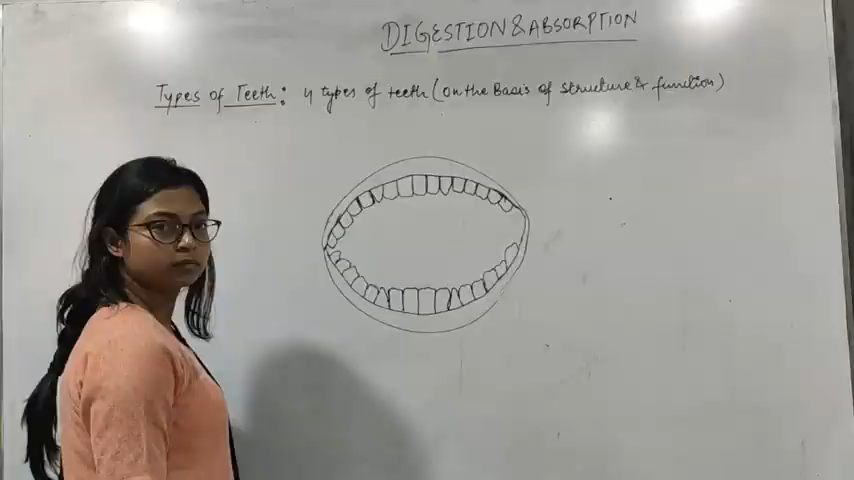 DIGESTION & ABSORPTION
Types of Teeth: 4 types of teeth (on the Basis of structure & function)